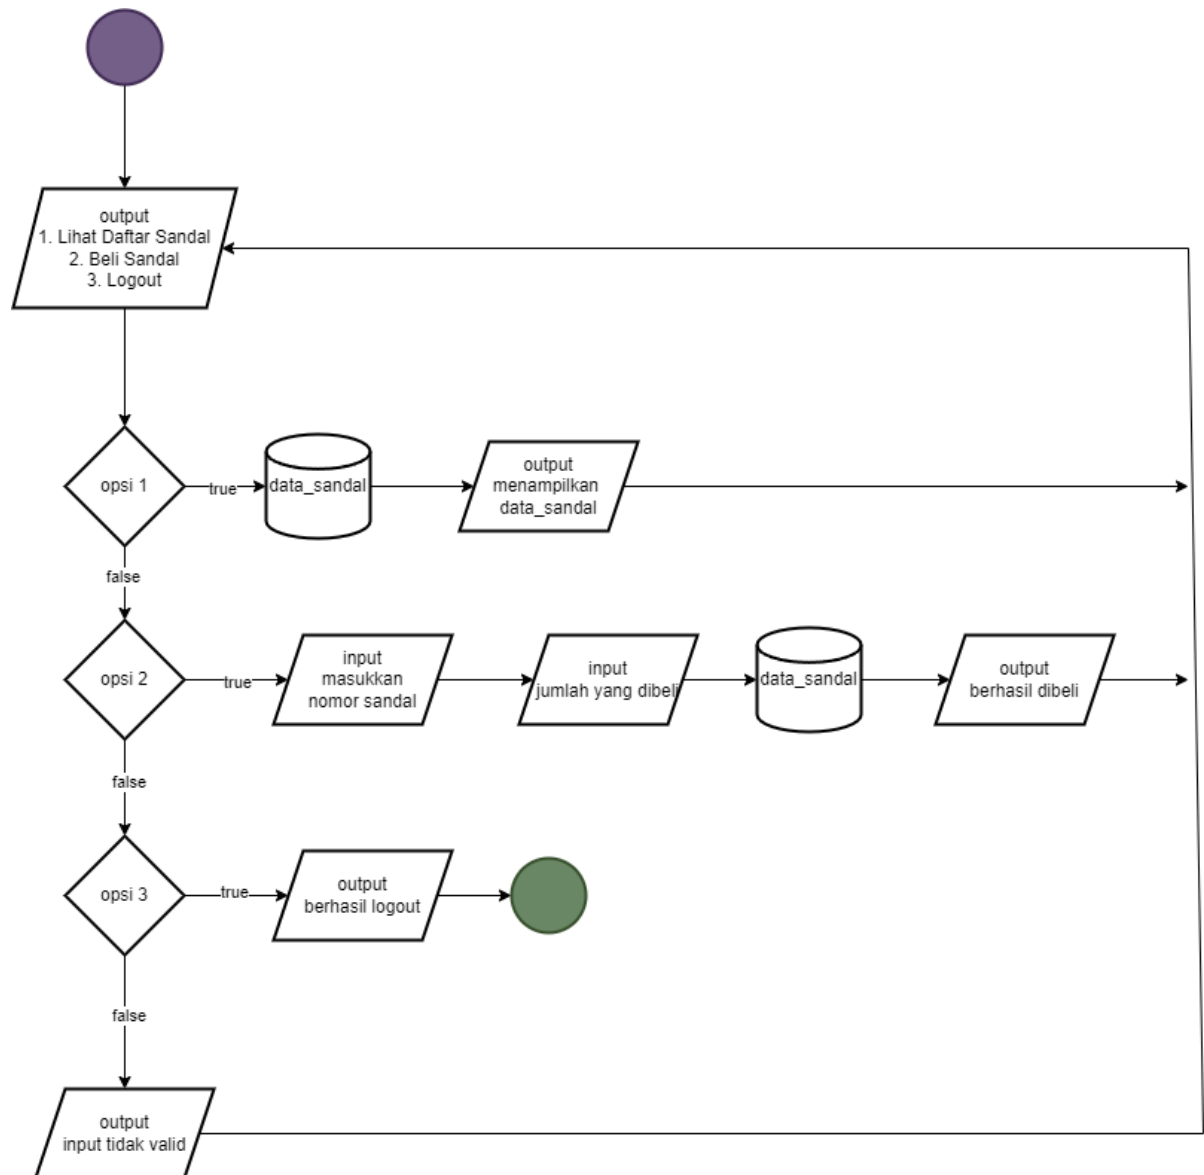 output
1. Lihat Daftar Sandal
2. Beli Sandal
3. Logout
opsi 1
true
data_sandal
output
menampilkan
data_sandal
false
opsi 2
true
input
masukkan
nomor sandal
input
jumlah yang dibeli
data_sandal
output
berhasil dibeli
false
opsi 3
true
output
berhasil logout
false
output
input tidak valid